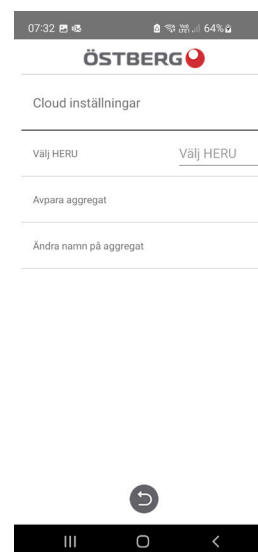 07:32 64%
ÖSTBERG
Cloud inställningar
Välj HERU Välj HERU
Avpara aggregat
Ändra namn på aggregat